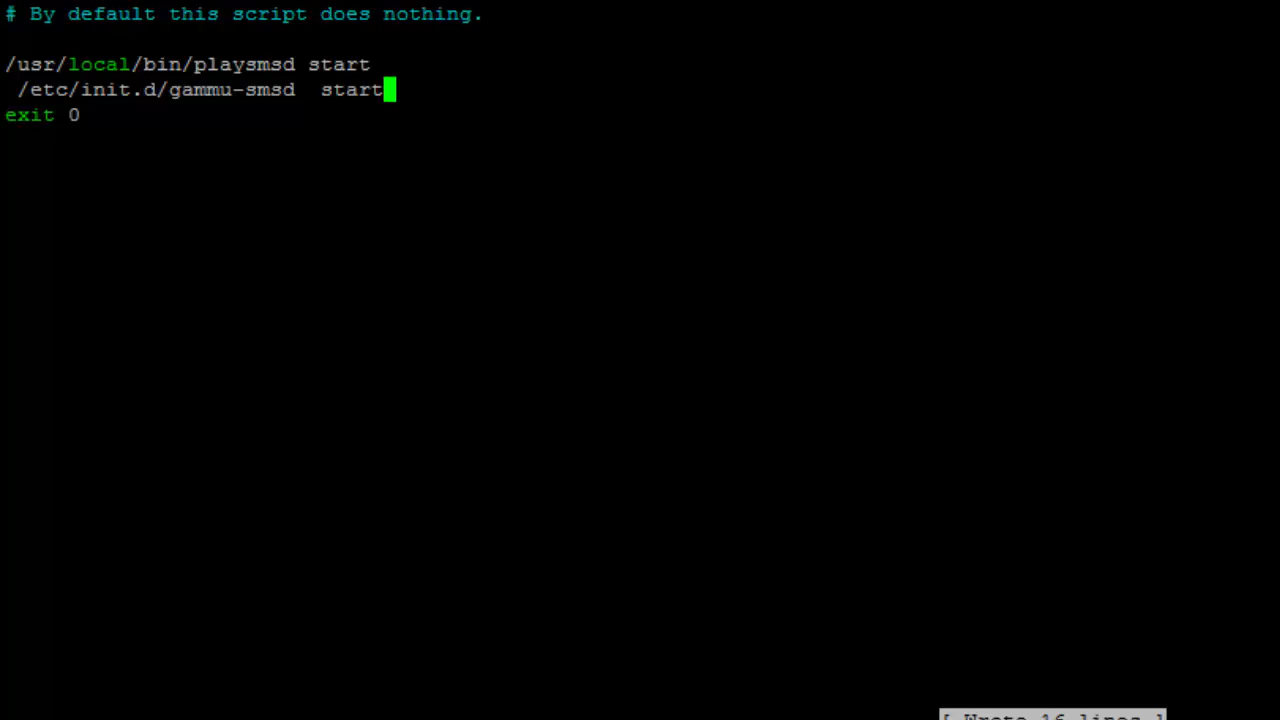 # By default this script does nothing.
/usr/local/bin/playsmsd start
/etc/init.d/gammu-smsd  start
exit 0
[ Wrote 16 lines ]